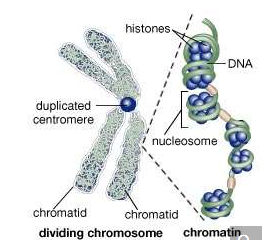 histones
DNA
duplicated
centromere
nucleosome
chromatid
chromatid
dividing chromosome
chromatin